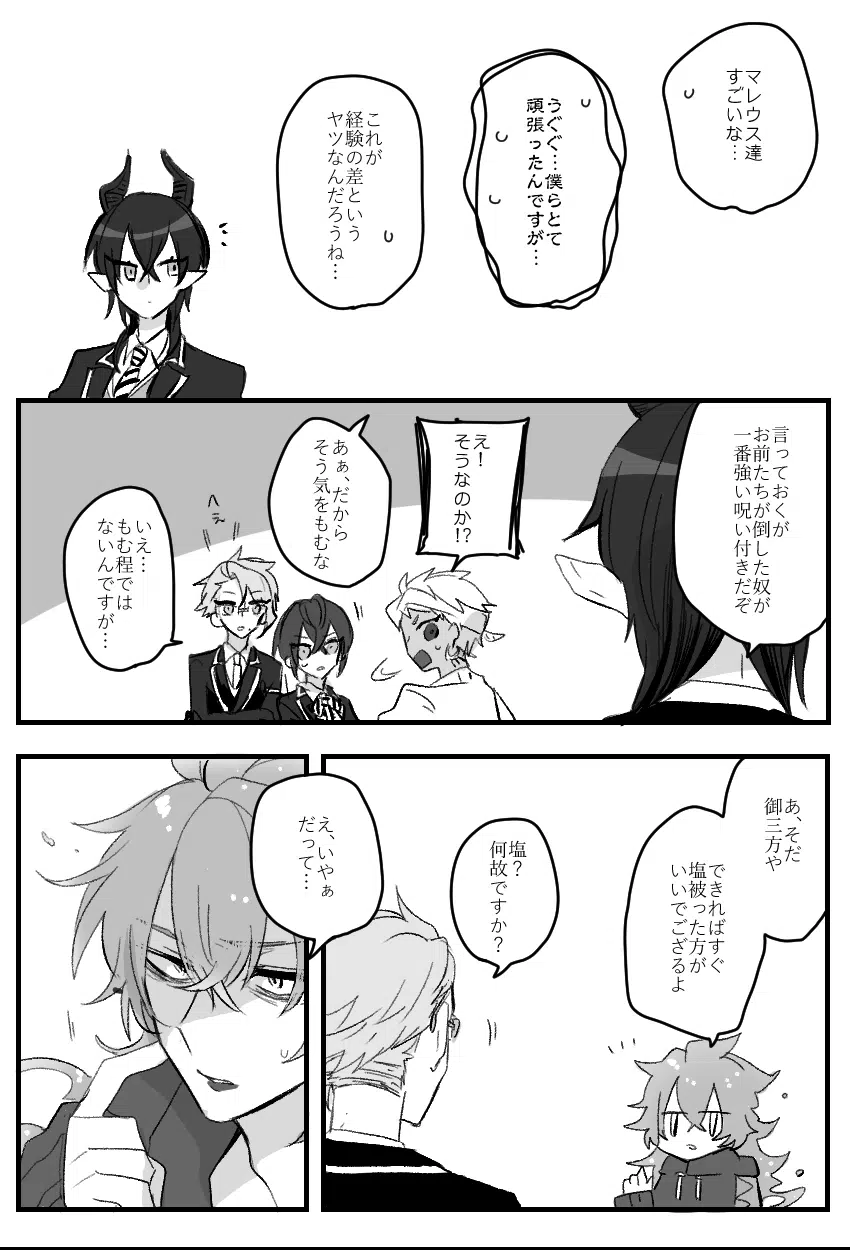 マレウス達
すごいな…
うぐぐ…僕らとて
頑張ったんですが…
これが
経験の差という
ヤツなんだろうね…
言っておくが
お前たちが倒した奴が
一番強い呪い付きだぞ
え！
そうなのか!?
あぁ、だから
そう気をもむな
へぇ
いえ…
もむ程では
ないんですが…
あ、そだ
御三方や
できればすぐ
塩被った方が
いいでござるよ
塩？
何故ですか？
え、いやぁ
だって…